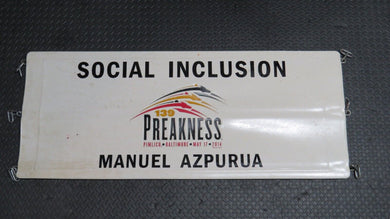 SOCIAL INCLUSION
139
PREAKNESS
PIMLICO • BALTIMORE • MAY 17 • 2014
MANUEL AZPURUA